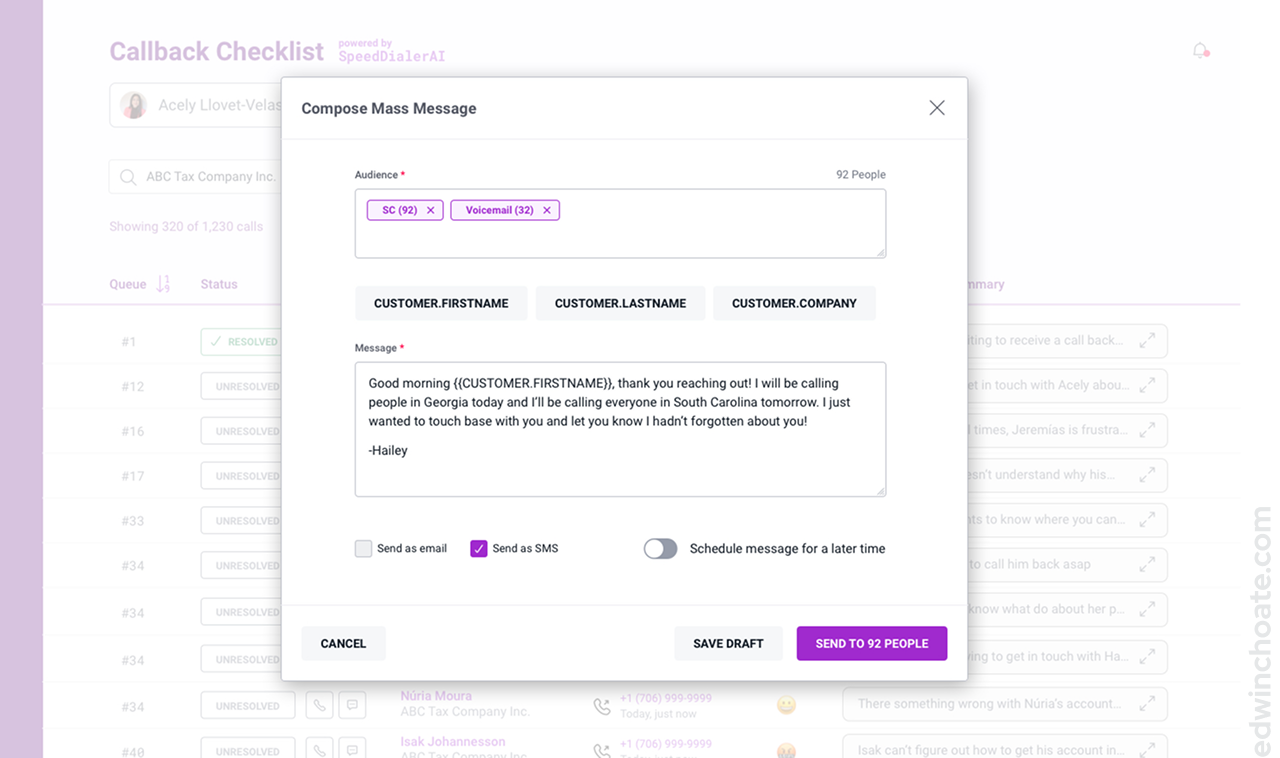 Callback Checklist
powered by
SpeedDialerAI
Acely Llovet-Velas
ABC Tax Company Inc.
Showing 320 of 1,230 calls
Compose Mass Message
Audience *
92 People
SC (92)
Voicemail (32)
CUSTOMER.FIRSTNAME
CUSTOMER.LASTNAME
CUSTOMER.COMPANY
Message *
Good morning {{CUSTOMER.FIRSTNAME}}, thank you reaching out! I will be calling
people in Georgia today and I’ll be calling everyone in South Carolina tomorrow. I just
wanted to touch base with you and let you know I hadn’t forgotten about you!
-Hailey
Send as email
Send as SMS
Schedule message for a later time
CANCEL
SAVE DRAFT
SEND TO 92 PEOPLE
Queue
Status
mmary
#1 RESOLVED
ting to receive a call back...
#12 UNRESOLVED
et in touch with Acely abou...
#16 UNRESOLVED
l times, Jeremías is frustra...
#17 UNRESOLVED
esn’t understand why his...
#33 UNRESOLVED
nts to know where you can...
#34 UNRESOLVED
to call him back asap
#34 UNRESOLVED
know what do about her p...
#34 UNRESOLVED
ying to get in touch with Ha...
#34 UNRESOLVED
Núria Moura
ABC Tax Company Inc.
+1 (706) 999-9999
Today, just now
There something wrong with Núria’s account...
#40 UNRESOLVED
Isak Johannesson
ABC Tax Company Inc.
+1 (706) 999-9999
Today, just now
Isak can’t figure out how to get his account in...
edwinchoate.com